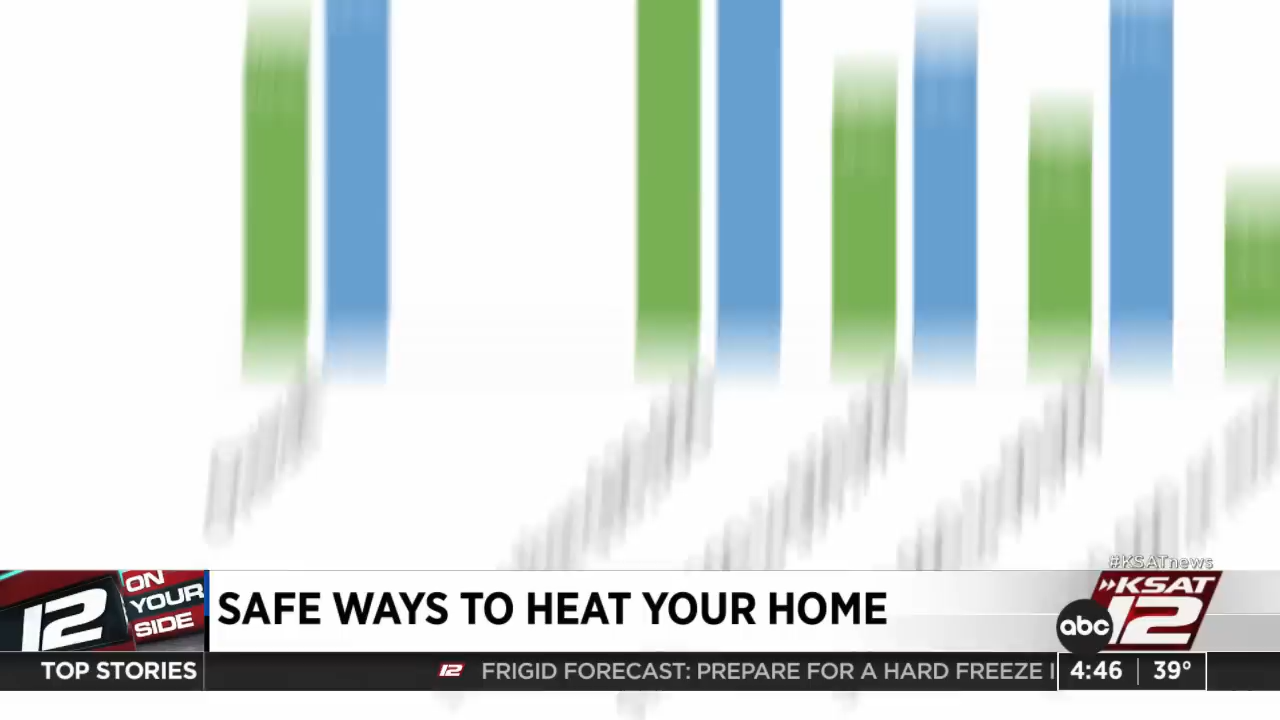 #KSATnews
12 ON YOUR SIDE
SAFE WAYS TO HEAT YOUR HOME
abc KSAT 12
TOP STORIES
12 FRIGID FORECAST: PREPARE FOR A HARD FREEZE
4:46 39°